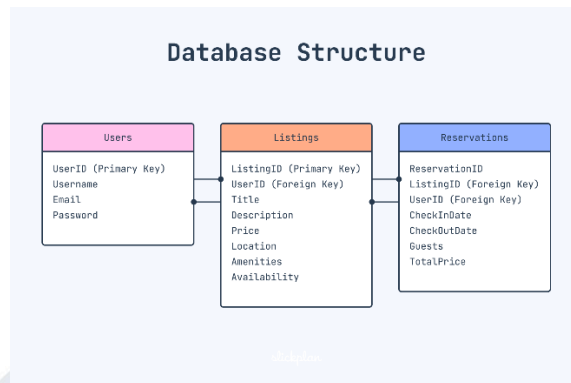 Database Structure
Users
UserID (Primary Key)
Username
Email
Password
Listings
ListingID (Primary Key)
UserID (Foreign Key)
Title
Description
Price
Location
Amenities
Availability
Reservations
ReservationID
ListingID (Foreign Key)
UserID (Foreign Key)
CheckInDate
CheckOutDate
Guests
TotalPrice